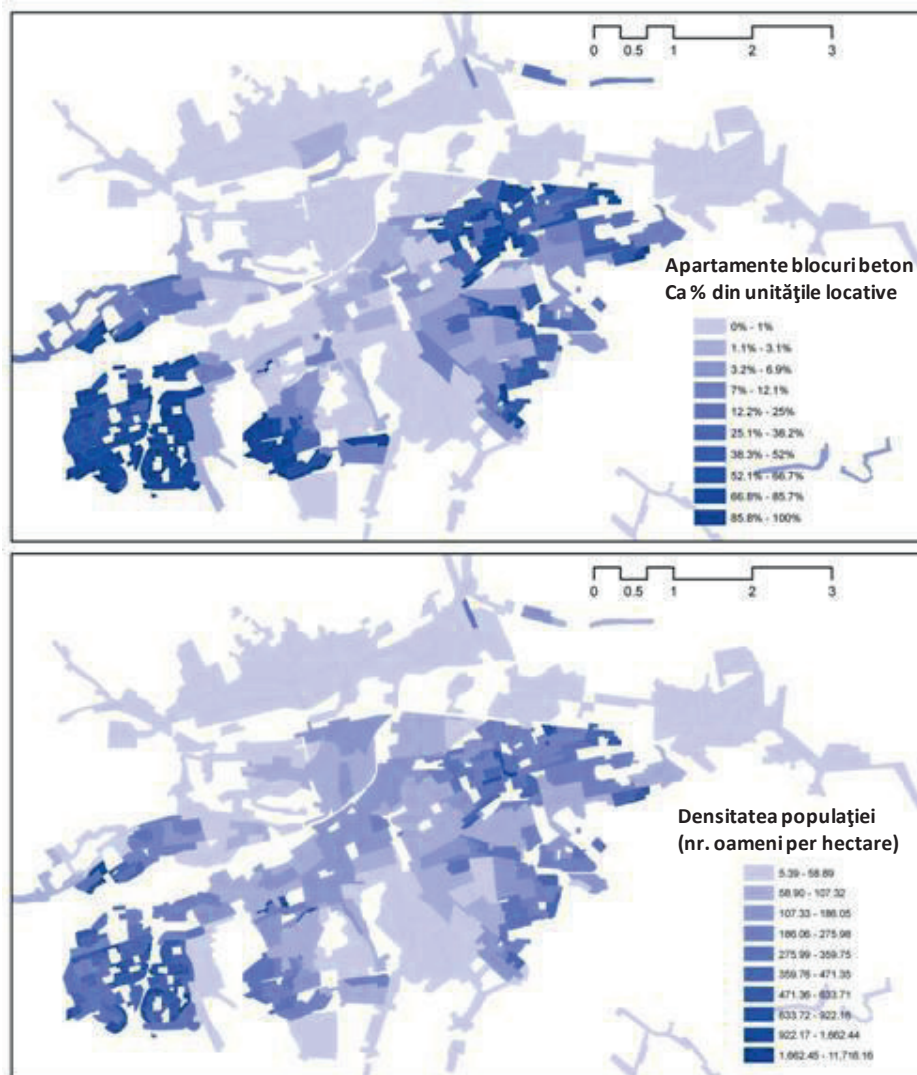 0 0.5 1 2 3
Apartamente blocuri beton
Ca % din unităţile locative
0% - 1%
1.1% - 3.1%
3.2% - 6.9%
7% - 12.1%
12.2% - 25%
25.1% - 38.2%
38.3% - 52%
52.1% - 66.7%
66.8% - 85.7%
85.8% - 100%
0 0.5 1 2 3
Densitatea populaţiei
(nr. oameni per hectare)
5.39 - 58.89
58.90 - 107.32
107.33 - 186.05
186.06 - 275.98
275.99 - 359.75
359.76 - 471.35
471.36 - 633.71
633.72 - 922.16
922.17 - 1,662.44
1,662.45 - 11,718.16